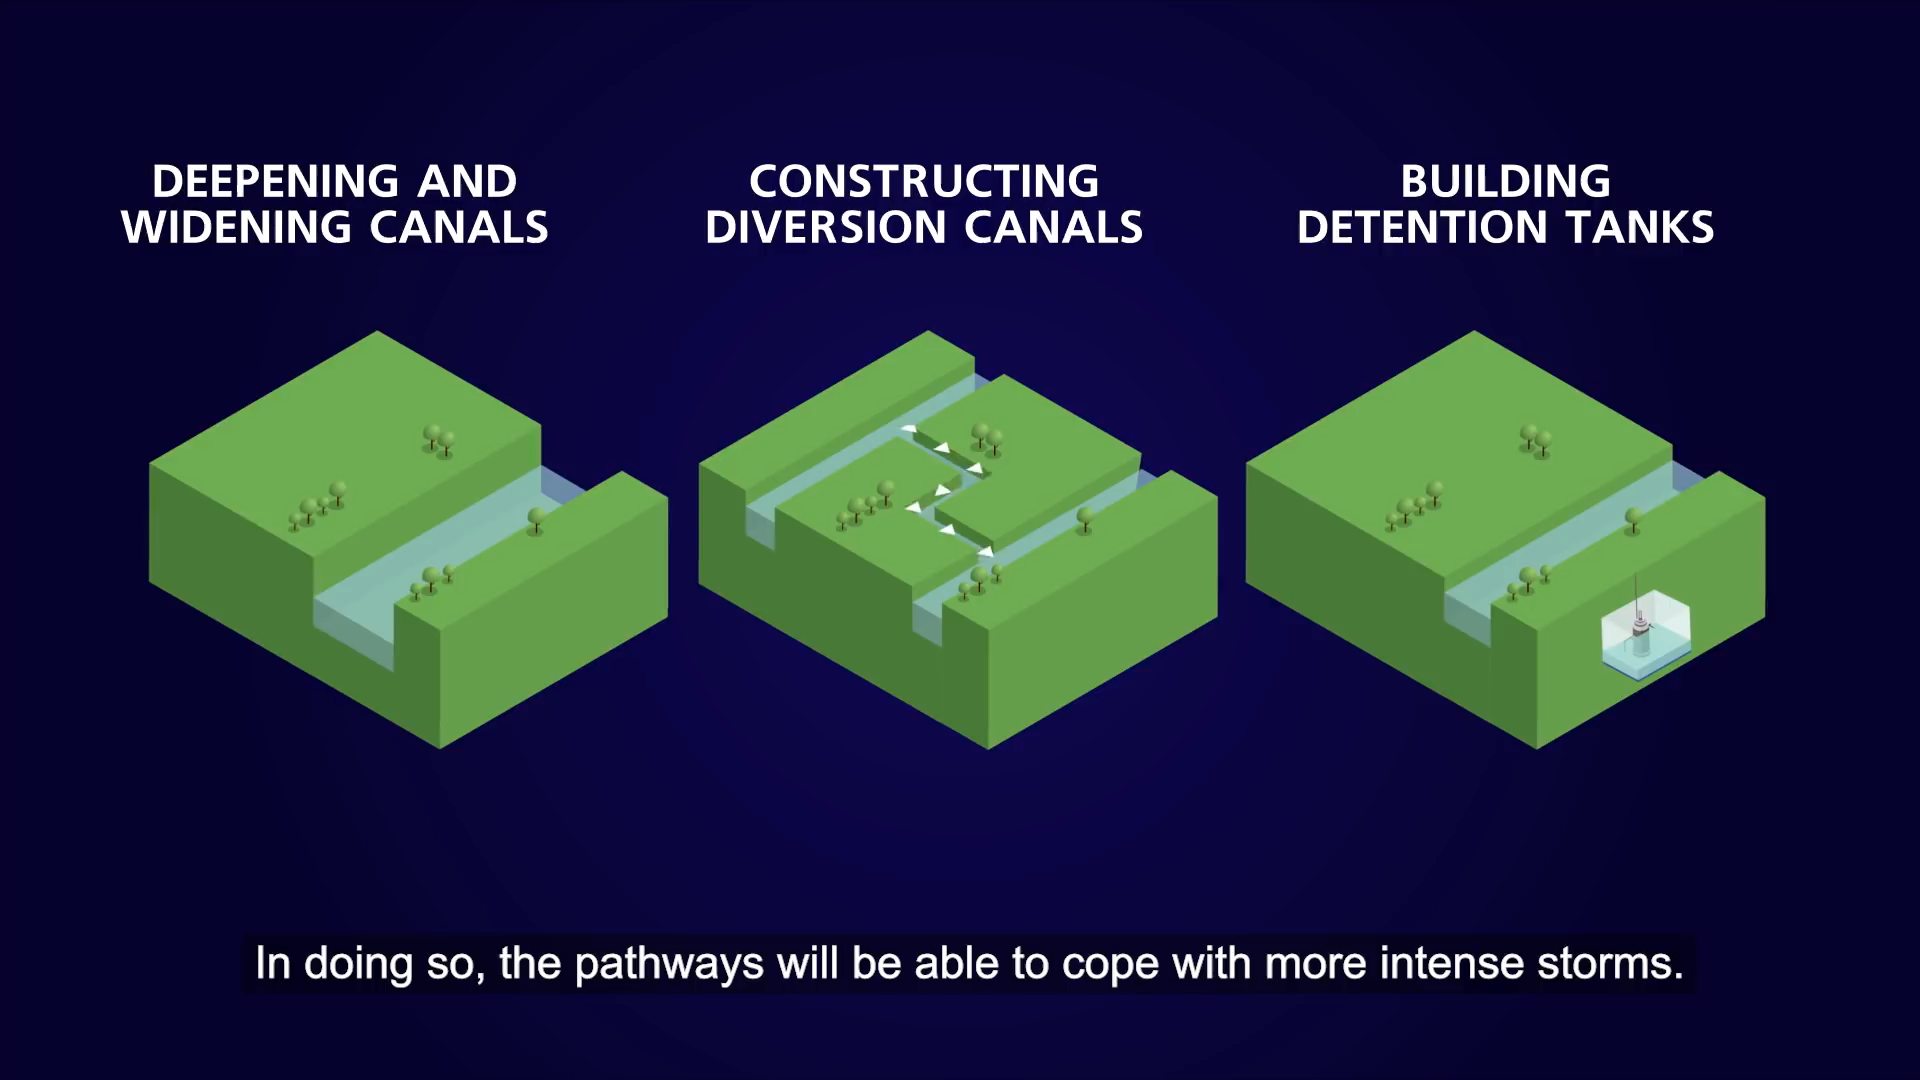 DEEPENING AND
WIDENING CANALS
CONSTRUCTING
DIVERSION CANALS
BUILDING
DETENTION TANKS
In doing so, the pathways will be able to cope with more intense storms.